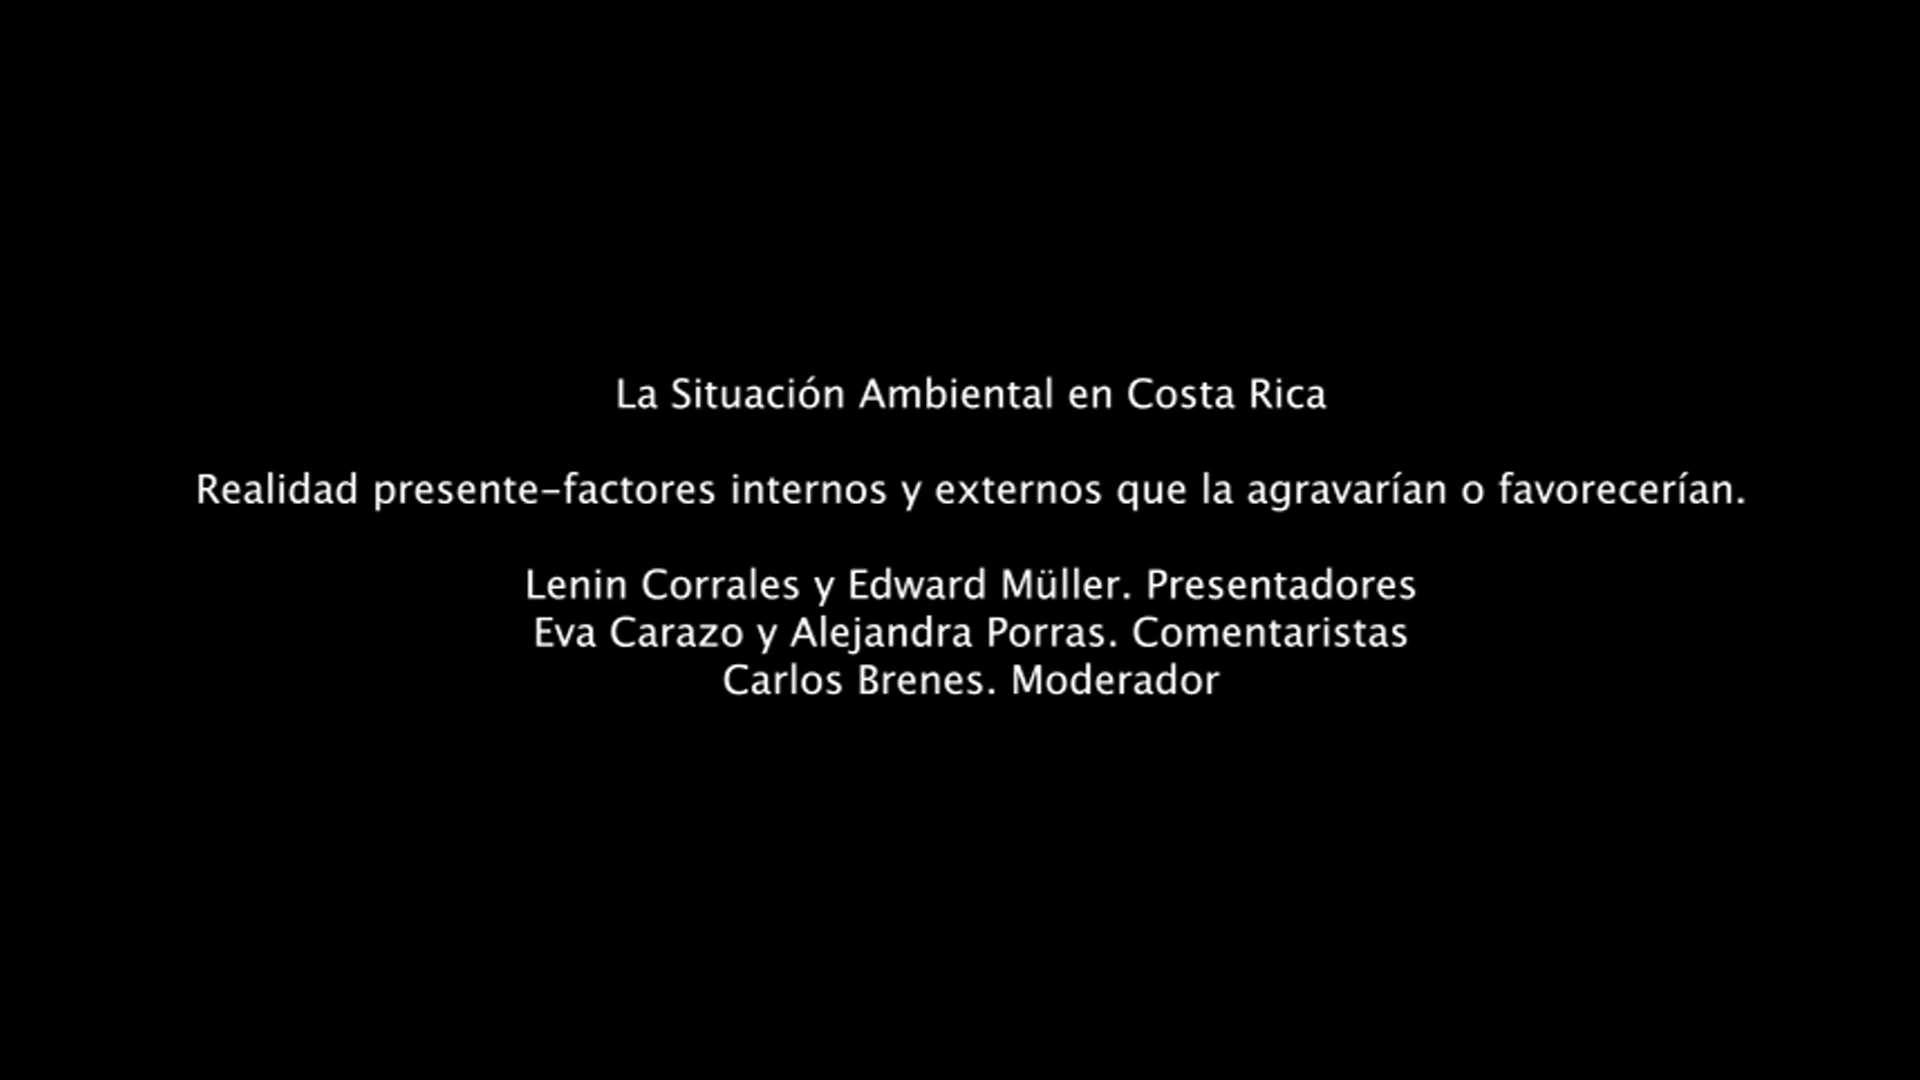 La Situación Ambiental en Costa Rica
Realidad presente-factores internos y externos que la agravarían o favorecerían.
Lenin Corrales y Edward Müller. Presentadores
Eva Carazo y Alejandra Porras. Comentaristas
Carlos Brenes. Moderador